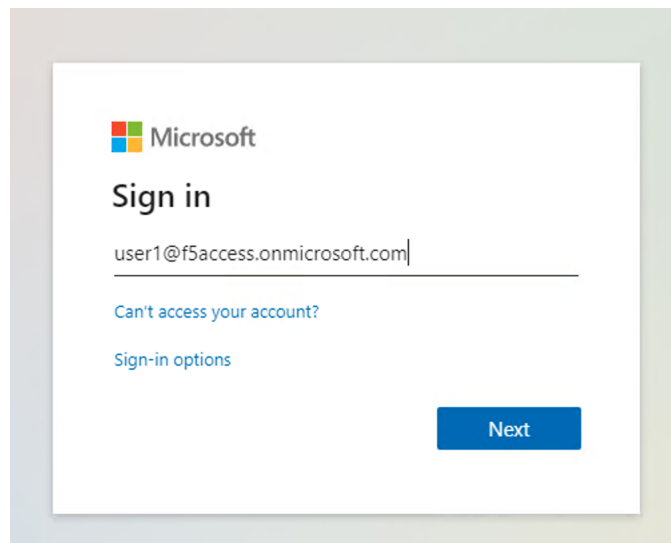 Microsoft
Sign in
user1@f5access.onmicrosoft.com
Can't access your account?
Sign-in options
Next